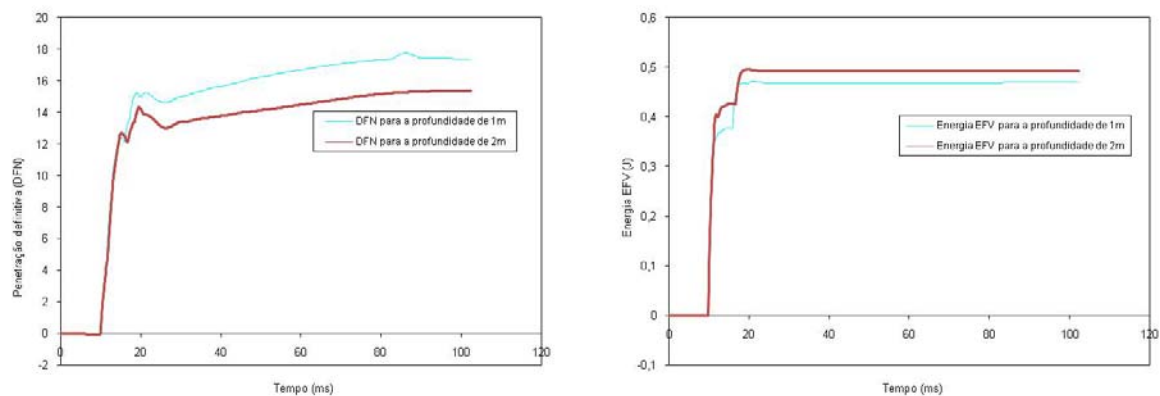 20
18
16
14
12
10
8
6
4
2
0
-2
Penetração definitiva (DFN)
DFN para a profundidade de 1m
DFN para a profundidade de 2m
0 20 40 60 80 100 120
Tempo (ms)
0,6
0,5
0,4
0,3
0,2
0,1
0
-0,1
Energia EFV (J)
Energia EFV para a profundidade de 1m
Energia EFV para a profundidade de 2m
0 20 40 60 80 100 120
Tempo (ms)